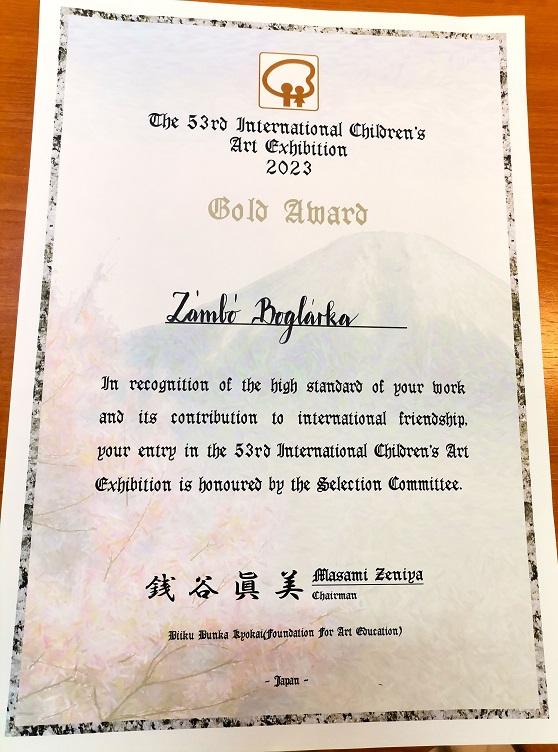 The 53rd International Children's
Art Exhibition
2023
Gold Award
Zámbó Boglárka
In recognition of the high standard of your work
and its contribution to international friendship,
your entry in the 53rd International Children's Art
Exhibition is honoured by the Selection Committee.
銭谷眞美 Masami Zeniya
Chairman
Biiku Bunka Kyokai(Foundation For Art Education)
- Japan -